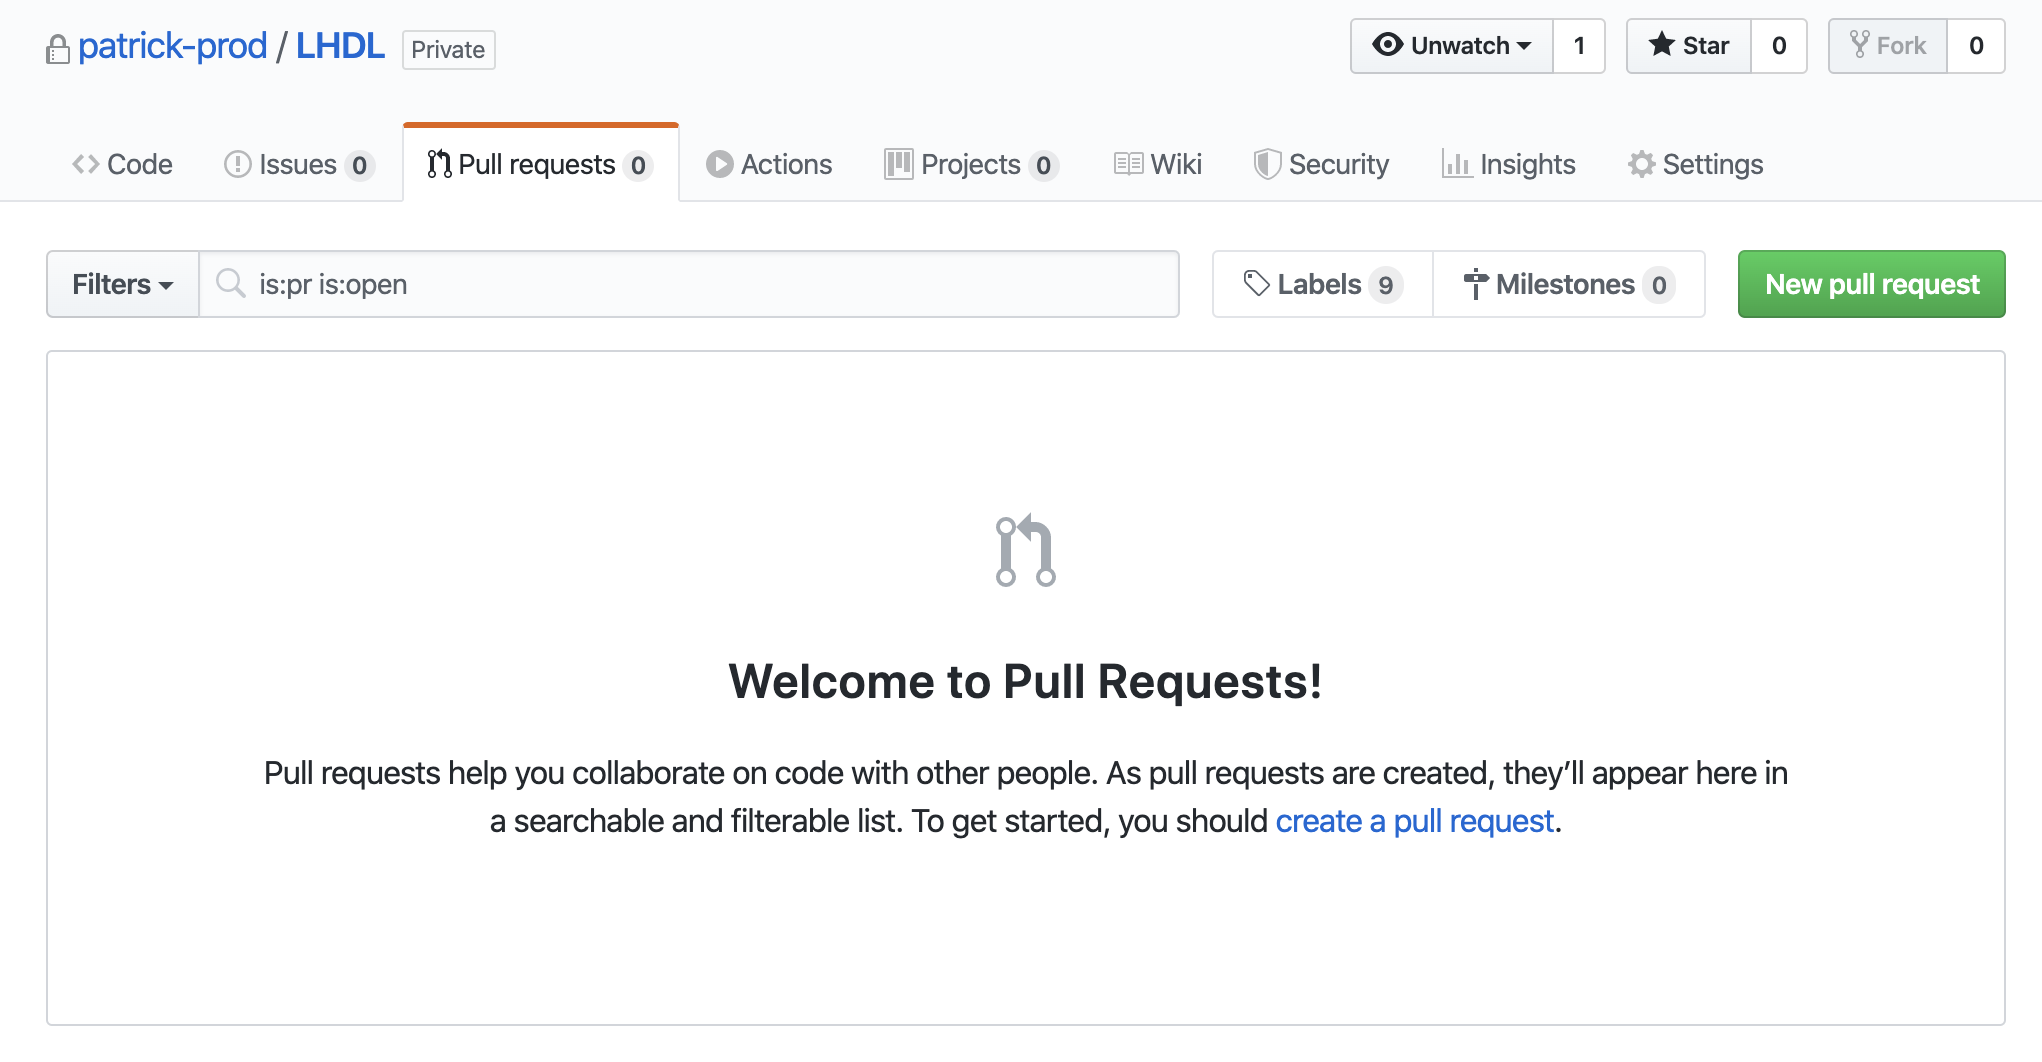 patrick-prod / LHDL Private Unwatch 1 Star 0 Fork 0
Code Issues 0 Pull requests 0 Actions Projects 0 Wiki Security Insights Settings
Filters is:pr is:open Labels 9 Milestones 0 New pull request
Welcome to Pull Requests!
Pull requests help you collaborate on code with other people. As pull requests are created, they’ll appear here in
a searchable and filterable list. To get started, you should create a pull request.